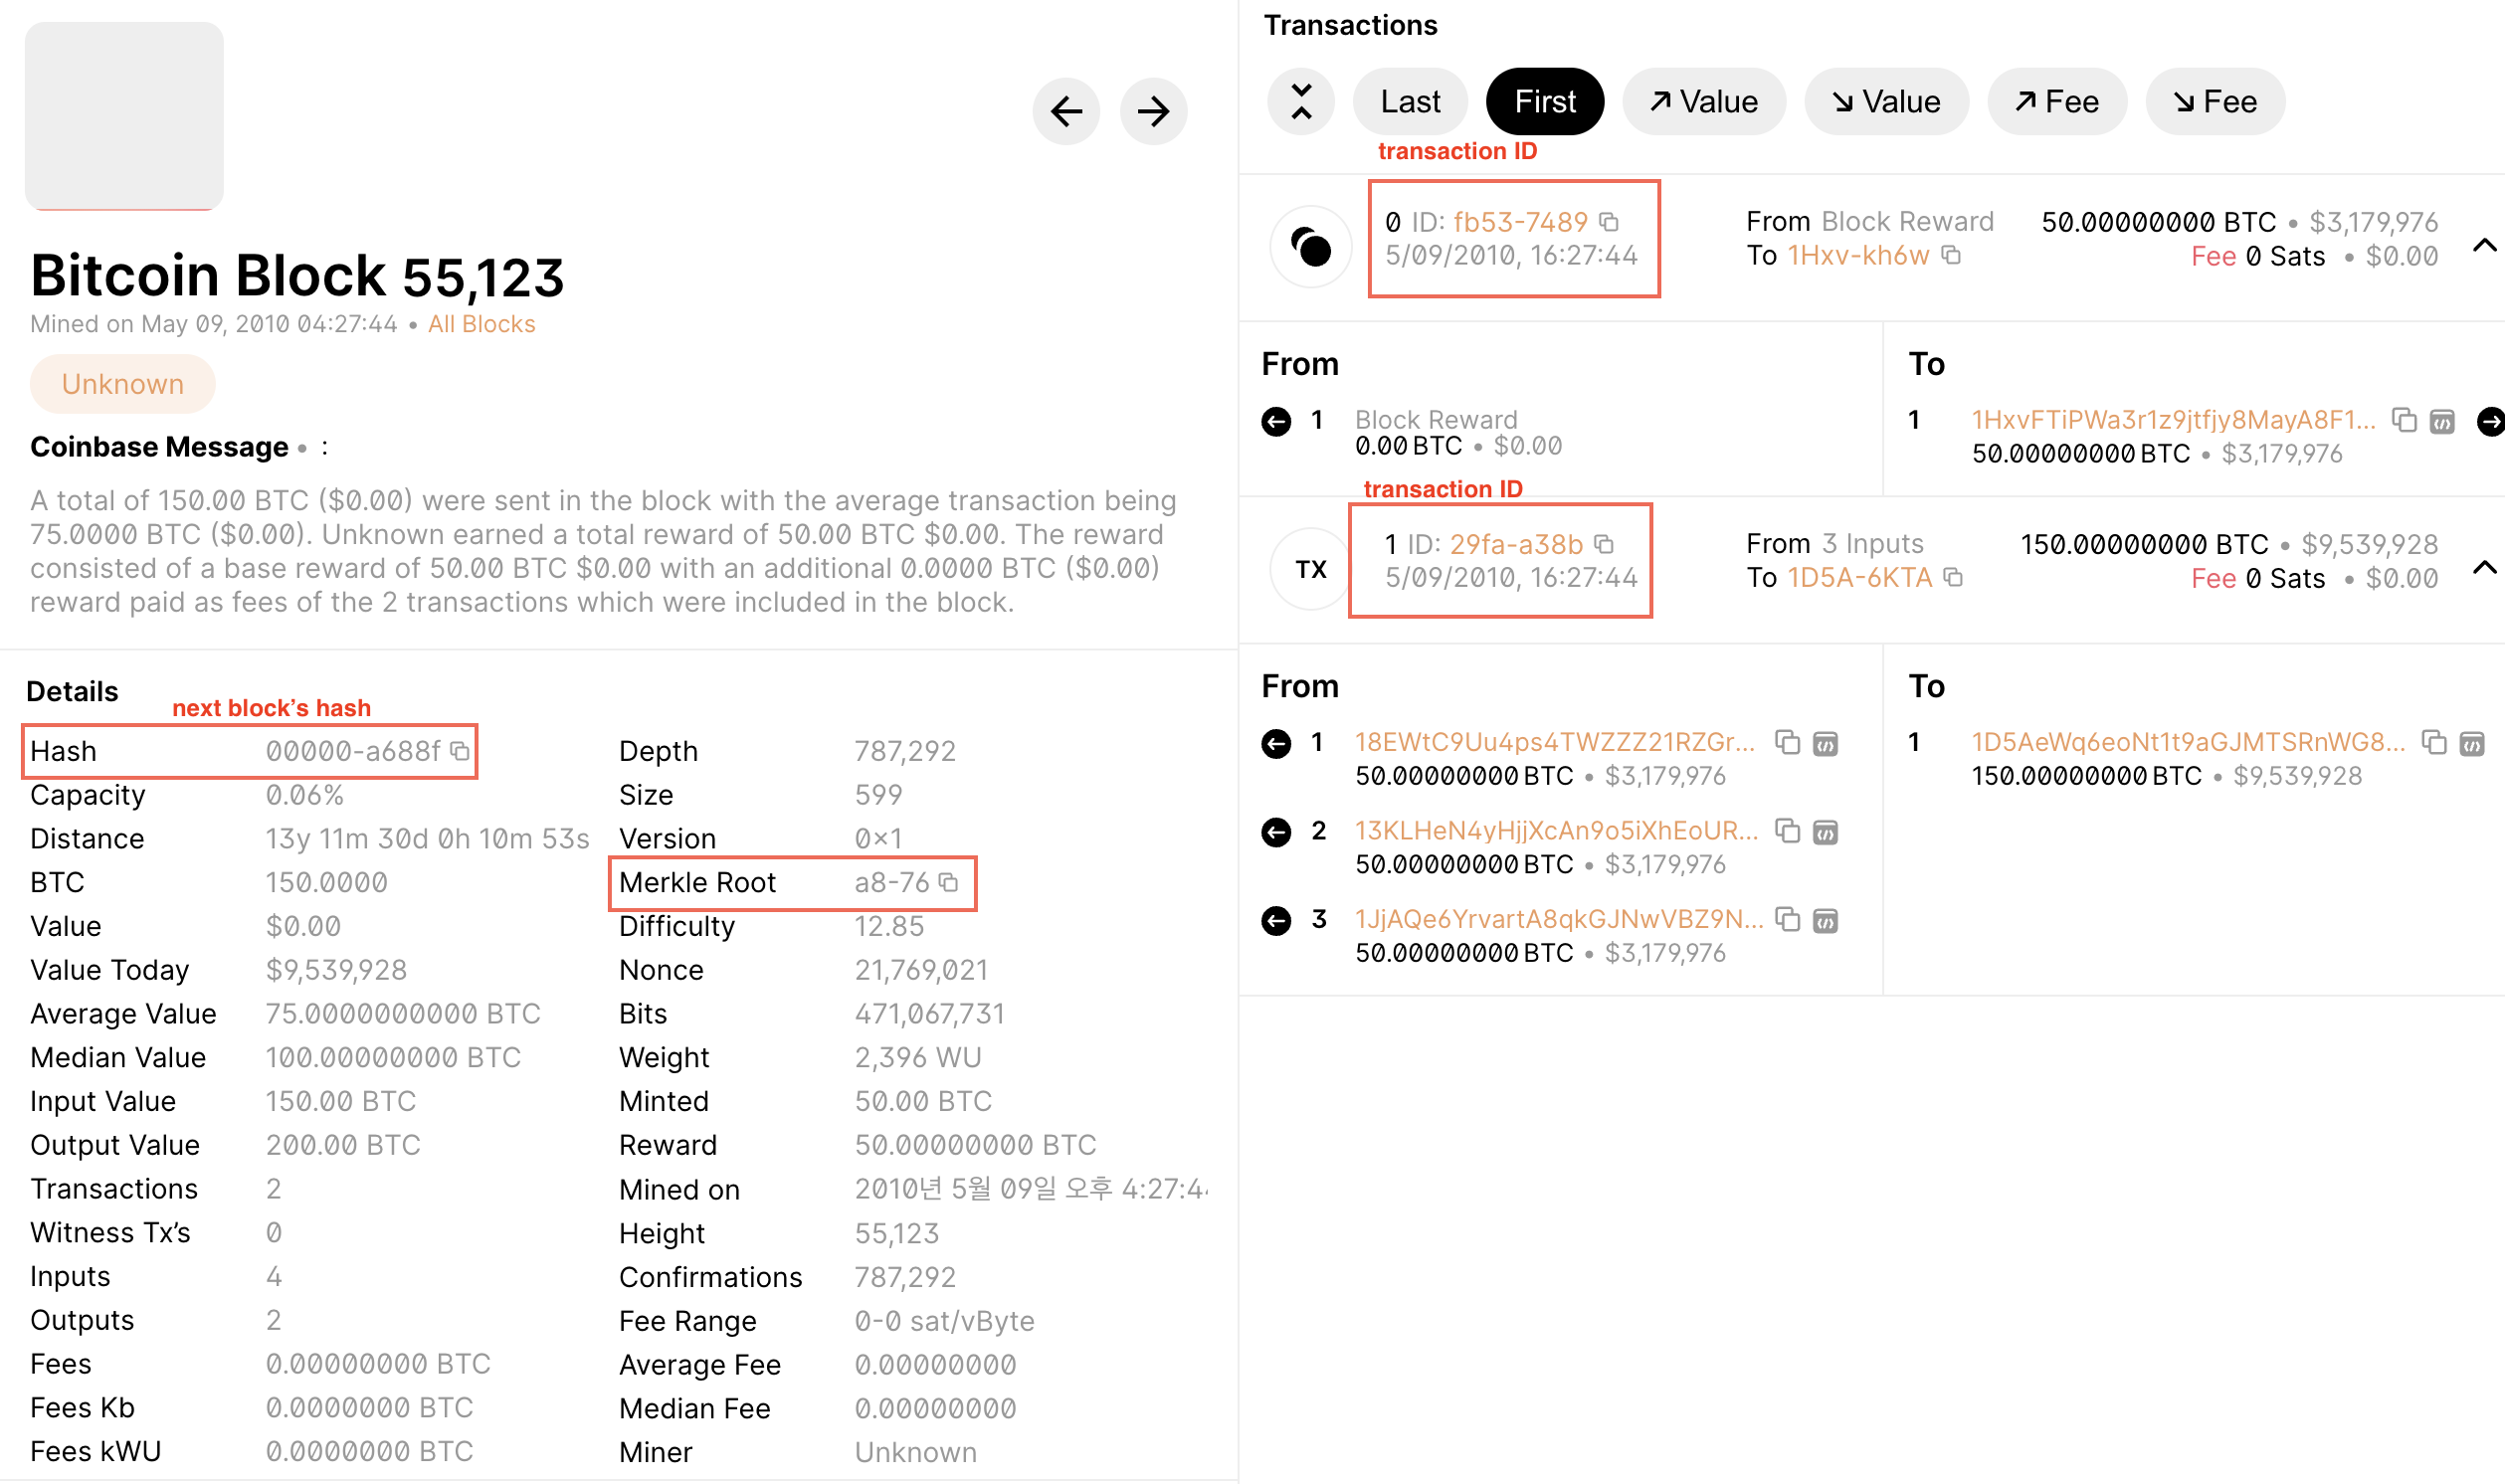 Bitcoin Block 55,123
Mined on May 09, 2010 04:27:44 • All Blocks
Unknown
Coinbase Message • :
A total of 150.00 BTC ($0.00) were sent in the block with the average transaction being
75.0000 BTC ($0.00). Unknown earned a total reward of 50.00 BTC $0.00. The reward
consisted of a base reward of 50.00 BTC $0.00 with an additional 0.0000 BTC ($0.00)
reward paid as fees of the 2 transactions which were included in the block.
Details
next block's hash
Hash 00000-a688f
Capacity 0.06%
Distance 13y 11m 30d 0h 10m 53s
BTC 150.0000
Value $0.00
Value Today $9,539,928
Average Value 75.0000000000 BTC
Median Value 100.00000000 BTC
Input Value 150.00 BTC
Output Value 200.00 BTC
Transactions 2
Witness Tx's 0
Inputs 4
Outputs 2
Fees 0.00000000 BTC
Fees Kb 0.0000000 BTC
Fees kWU 0.0000000 BTC
Depth 787,292
Size 599
Version 0×1
Merkle Root a8-76
Difficulty 12.85
Nonce 21,769,021
Bits 471,067,731
Weight 2,396 WU
Minted 50.00 BTC
Reward 50.00000000 BTC
Mined on 2010년 5월 09일 오후 4:27:4
Height 55,123
Confirmations 787,292
Fee Range 0-0 sat/vByte
Average Fee 0.00000000
Median Fee 0.00000000
Miner Unknown
Transactions
Last First ↗ Value ↘ Value ↗ Fee ↘ Fee
transaction ID
0 ID: fb53-7489 From Block Reward 50.00000000 BTC • $3,179,976
5/09/2010, 16:27:44 To 1Hxv-kh6w Fee 0 Sats • $0.00
From To
1 Block Reward 1 1HxvFTiPWa3r1z9jtfjy8MayA8F1...
0.00 BTC • $0.00 50.00000000 BTC • $3,179,976
transaction ID
TX 1 ID: 29fa-a38b From 3 Inputs 150.00000000 BTC • $9,539,928
5/09/2010, 16:27:44 To 1D5A-6KTA Fee 0 Sats • $0.00
From To
1 18EWtC9Uu4ps4TWZZZ21RZGr... 1 1D5AeWq6eoNt1t9aGJMTSRnWG8...
50.00000000 BTC • $3,179,976 150.00000000 BTC • $9,539,928
2 13KLHeN4yHjjXcAn9o5iXhEoUR...
50.00000000 BTC • $3,179,976
3 1JjAQe6YrvartA8qkGJNwVBZ9N...
50.00000000 BTC • $3,179,976